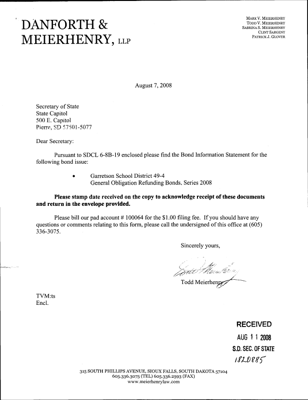 DANFORTH &
MEIERHENRY, LLP
MARK V. MEIERHENRY
TODD V. MEIERHENRY
SABRINA S. MEIERHENRY
CLINT SARGENT
PATRICK J. GLOVER
August 7, 2008
Secretary of State
State Capitol
500 E. Capitol
Pierre, SD 57501-5077
Dear Secretary:
Pursuant to SDCL 6-8B-19 enclosed please find the Bond Information Statement for the
following bond issue:
• Garretson School District 49-4
General Obligation Refunding Bonds, Series 2008
Please stamp date received on the copy to acknowledge receipt of these documents
and return in the envelope provided.
Please bill our pad account # 100064 for the $1.00 filing fee. If you should have any
questions or comments relating to this form, please call the undersigned of this office at (605)
336-3075.
Sincerely yours,
Todd Meierhenry
TVM:ts
Encl.
RECEIVED
AUG 11 2008
S.D. SEC. OF STATE
1820885
315 SOUTH PHILLIPS AVENUE, SIOUX FALLS, SOUTH DAKOTA 57104
605.336.3075 (TEL) 605.336.2593 (FAX)
www.meierhenrylaw.com